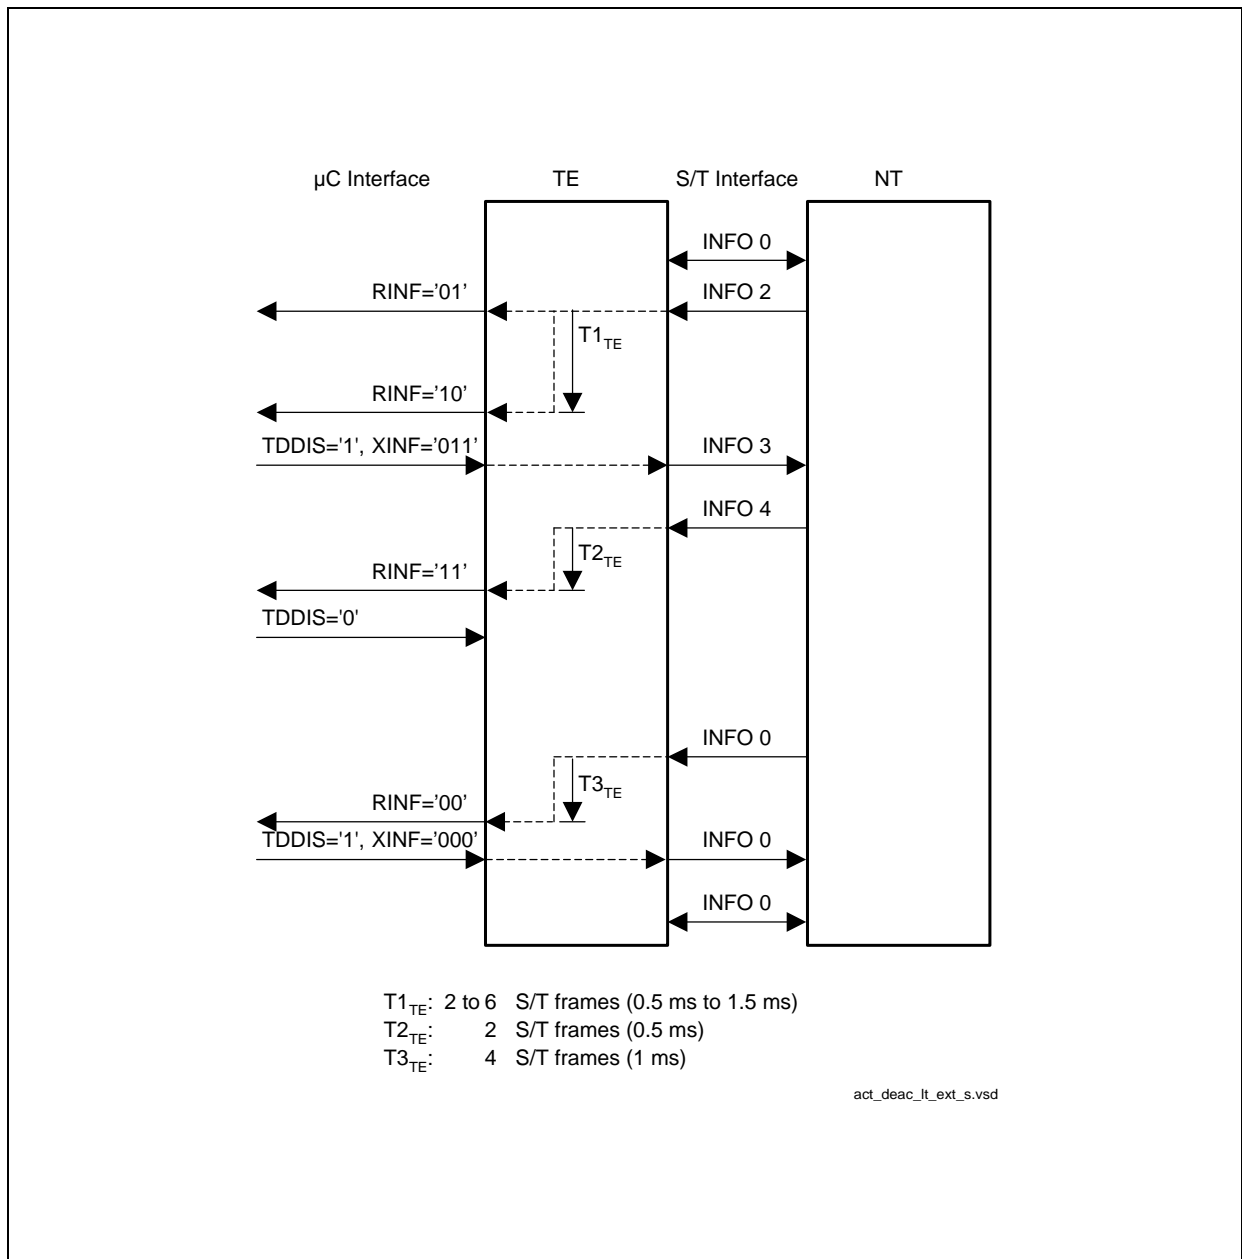 µC Interface TE S/T Interface NT
INFO 0
RINF='01’ INFO 2
T1TE
RINF='10’
TDDIS='1', XINF='011' INFO 3
INFO 4
T2TE
RINF='11’
TDDIS='0'
INFO 0
T3TE
RINF='00’
TDDIS='1', XINF='000' INFO 0
INFO 0
T1TE: 2 to 6 S/T frames (0.5 ms to 1.5 ms)
T2TE: 2 S/T frames (0.5 ms)
T3TE: 4 S/T frames (1 ms)
act_deac_lt_ext_s.vsd